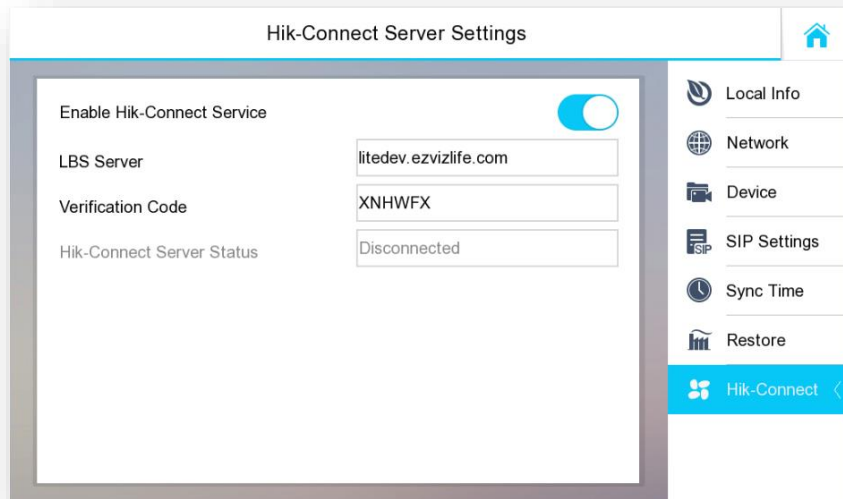 Hik-Connect Server Settings
Enable Hik-Connect Service
LBS Server
litedev.ezvizlife.com
Verification Code
XNHWFX
Hik-Connect Server Status
Disconnected
Local Info
Network
Device
SIP
SIP Settings
Sync Time
Restore
Hik-Connect